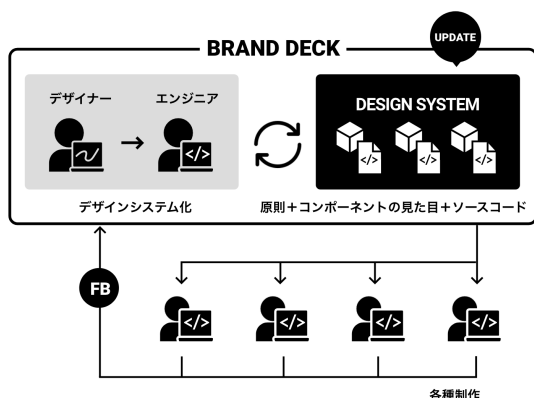 UPDATE
BRAND DECK
デザイナー
エンジニア
DESIGN SYSTEM
</>
</>
</>
</>
デザインシステム化
原則＋コンポーネントの見た目＋ソースコード
FB
</>
</>
</>
</>
各種制作